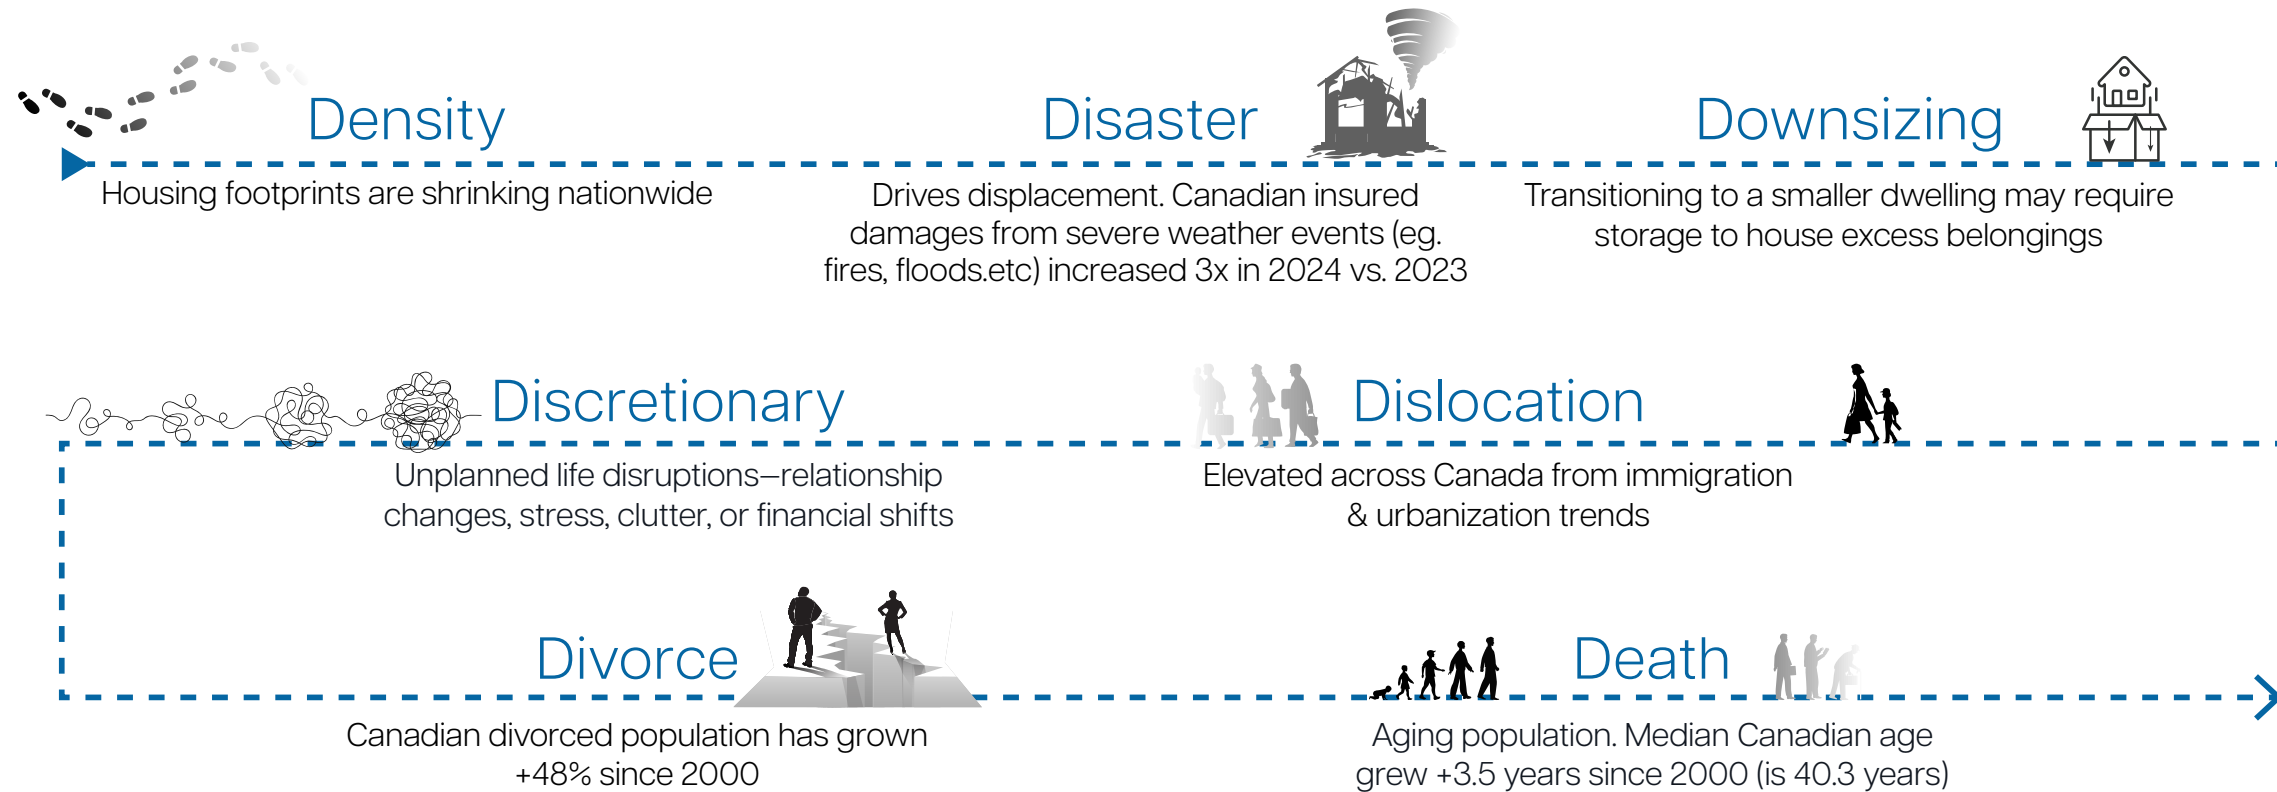 Density
Housing footprints are shrinking nationwide
Disaster
Drives displacement. Canadian insured
damages from severe weather events (eg.
fires, floods.etc) increased 3x in 2024 vs. 2023
Downsizing
Transitioning to a smaller dwelling may require
storage to house excess belongings
Discretionary
Unplanned life disruptions—relationship
changes, stress, clutter, or financial shifts
Dislocation
Elevated across Canada from immigration
& urbanization trends
Divorce
Canadian divorced population has grown
+48% since 2000
Death
Aging population. Median Canadian age
grew +3.5 years since 2000 (is 40.3 years)